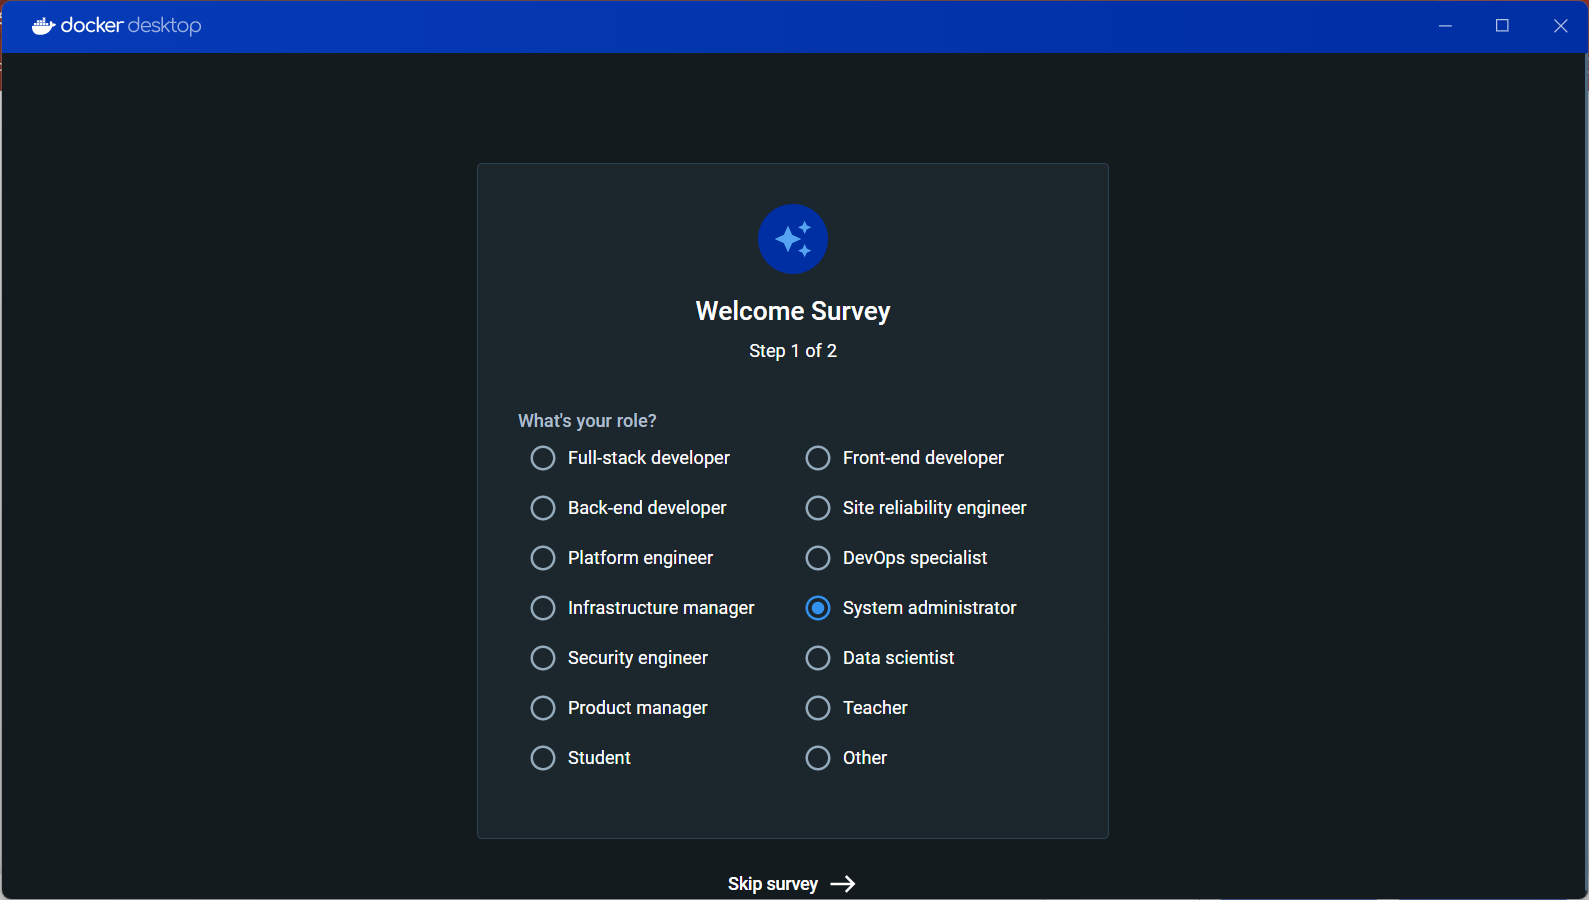 docker desktop
Welcome Survey
Step 1 of 2
What's your role?
Full-stack developer
Front-end developer
Back-end developer
Site reliability engineer
Platform engineer
DevOps specialist
Infrastructure manager
System administrator
Security engineer
Data scientist
Product manager
Teacher
Student
Other
Skip survey